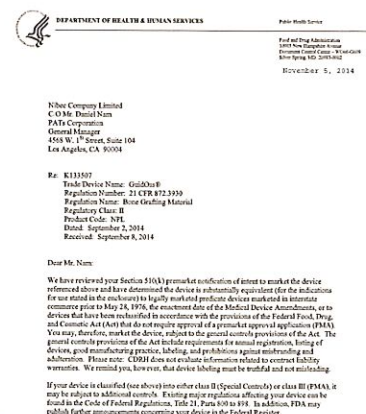 DEPARTMENT OF HEALTH & HUMAN SERVICES
Public Health Service
Food and Drug Administration
10903 New Hampshire Avenue
Document Control Center - WO66-G609
Silver Spring, MD 20993-0002
November 5, 2014
Nibec Company Limited
C.O Mr. Daniel Nam
PATs Corporation
General Manager
4568 W. 1st Street, Suite 104
Los Angeles, CA 90004
Re: K133507
Trade Device Name: GuidOss®
Regulation Number: 21 CFR 872.3930
Regulation Name: Bone Grafting Material
Regulatory Class: II
Product Code: NPL
Dated: September 2, 2014
Received: September 8, 2014
Dear Mr. Nam:
We have reviewed your Section 510(k) premarket notification of intent to market the device
referenced above and have determined the device is substantially equivalent (for the indications
for use stated in the enclosure) to legally marketed predicate devices marketed in interstate
commerce prior to May 28, 1976, the enactment date of the Medical Device Amendments, or to
devices that have been reclassified in accordance with the provisions of the Federal Food, Drug,
and Cosmetic Act (Act) that do not require approval of a premarket approval application (PMA).
You may, therefore, market the device, subject to the general controls provisions of the Act. The
general controls provisions of the Act include requirements for annual registration, listing of
devices, good manufacturing practice, labeling, and prohibitions against misbranding and
adulteration. Please note: CDRH does not evaluate information related to contract liability
warranties. We remind you, however, that device labeling must be truthful and not misleading.
If your device is classified (see above) into either class II (Special Controls) or class III (PMA), it
may be subject to additional controls. Existing major regulations affecting your device can be
found in the Code of Federal Regulations, Title 21, Parts 800 to 898. In addition, FDA may
publish further announcements concerning your device in the Federal Register.